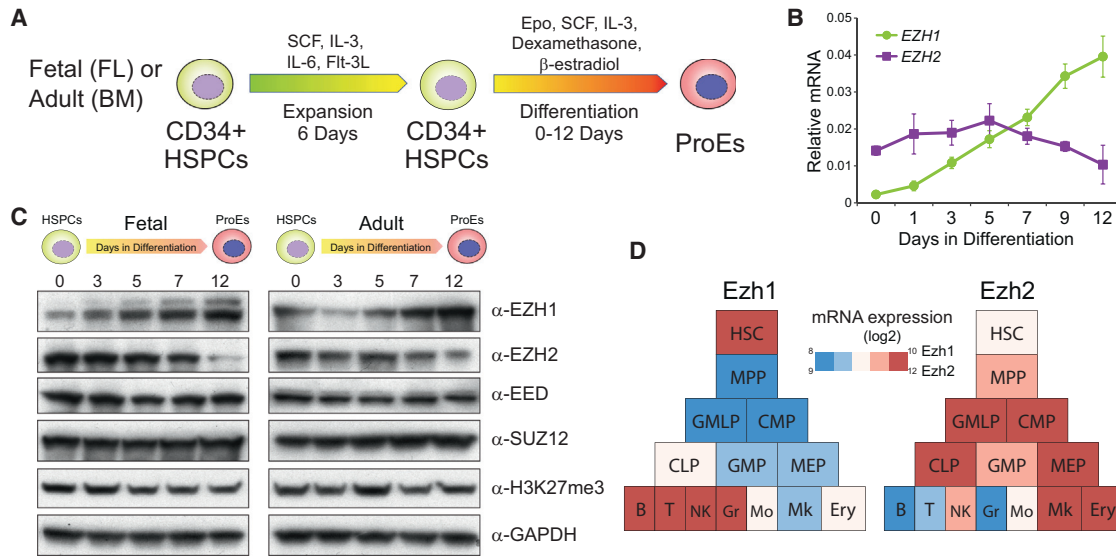 A
Fetal (FL) or
Adult (BM)
CD34+
HSPCs
SCF, IL-3,
IL-6, Flt-3L
Expansion
6 Days
CD34+
HSPCs
Epo, SCF, IL-3,
Dexamethasone,
β-estradiol
Differentiation
0-12 Days
ProEs
B
Relative mRNA
0.05
0.04
0.03
0.02
0.01
0
EZH1
EZH2
0 1 3 5 7 9 12
Days in Differentiation
C
HSPCs Fetal ProEs
Days in Differentiation
0 3 5 7 12
HSPCs Adult ProEs
Days in Differentiation
0 3 5 7 12
α-EZH1
α-EZH2
α-EED
α-SUZ12
α-H3K27me3
α-GAPDH
D
Ezh1
HSC
MPP
GMLP CMP
CLP GMP MEP
B T NK Gr Mo Mk Ery
mRNA expression
(log2)
8 10 Ezh1
9 12 Ezh2
Ezh2
HSC
MPP
GMLP CMP
CLP GMP MEP
B T NK Gr Mo Mk Ery